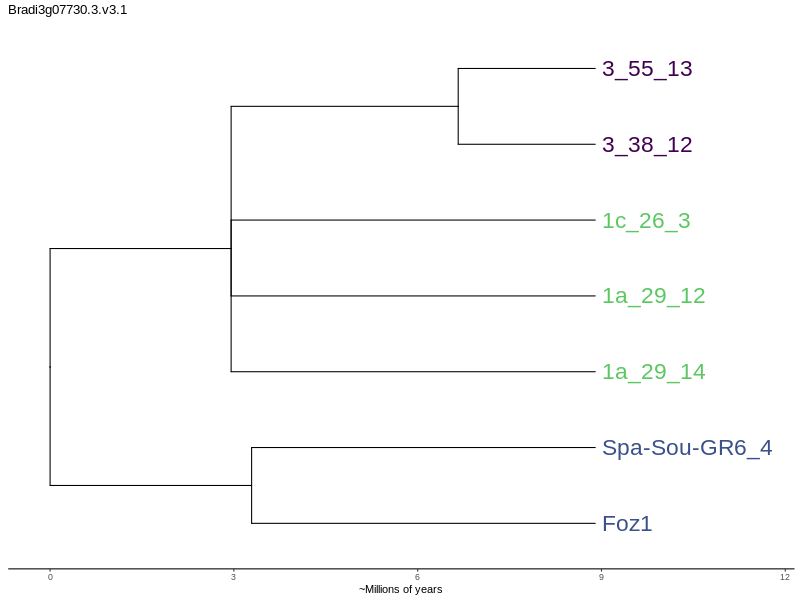 Bradi3g07730.3.v3.1
3_55_13
3_38_12
1c_26_3
1a_29_12
1a_29_14
Spa-Sou-GR6_4
Foz1
0 3 6 9 12
~Millions of years